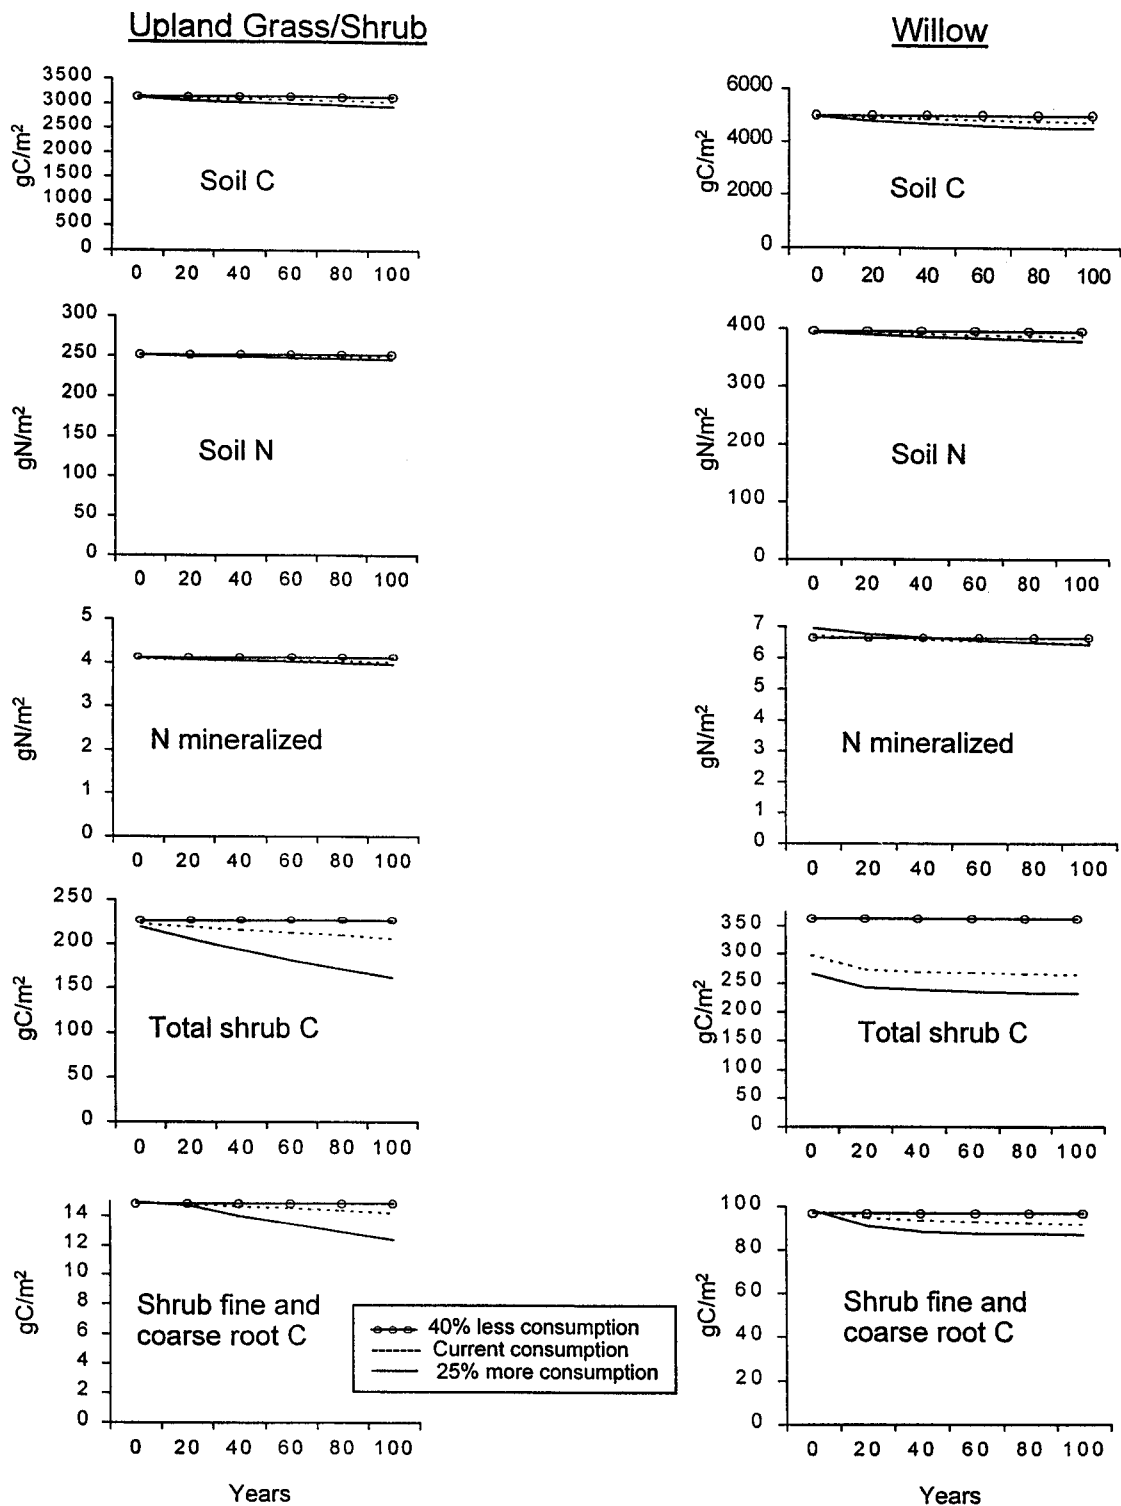 Upland Grass/Shrub
Willow
3500
3000
2500
2000
1500
1000
500
0
gC/m²
Soil C
0 20 40 60 80 100
6000
4000
2000
0
gC/m²
Soil C
0 20 40 60 80 100
300
250
200
150
100
50
0
gN/m²
Soil N
0 20 40 60 80 100
400
300
200
100
0
gN/m²
Soil N
0 20 40 60 80 100
5
4
3
2
1
0
gN/m²
N mineralized
0 20 40 60 80 100
7
6
5
4
3
2
1
0
gN/m²
N mineralized
0 20 40 60 80 100
250
200
150
100
50
0
gC/m²
Total shrub C
0 20 40 60 80 100
350
300
250
200
150
100
50
0
gC/m²
Total shrub C
0 20 40 60 80 100
14
12
10
8
6
4
2
0
gC/m²
Shrub fine and
coarse root C
0 20 40 60 80 100
Years
40% less consumption
Current consumption
25% more consumption
100
80
60
40
20
0
gC/m²
Shrub fine and
coarse root C
0 20 40 60 80 100
Years